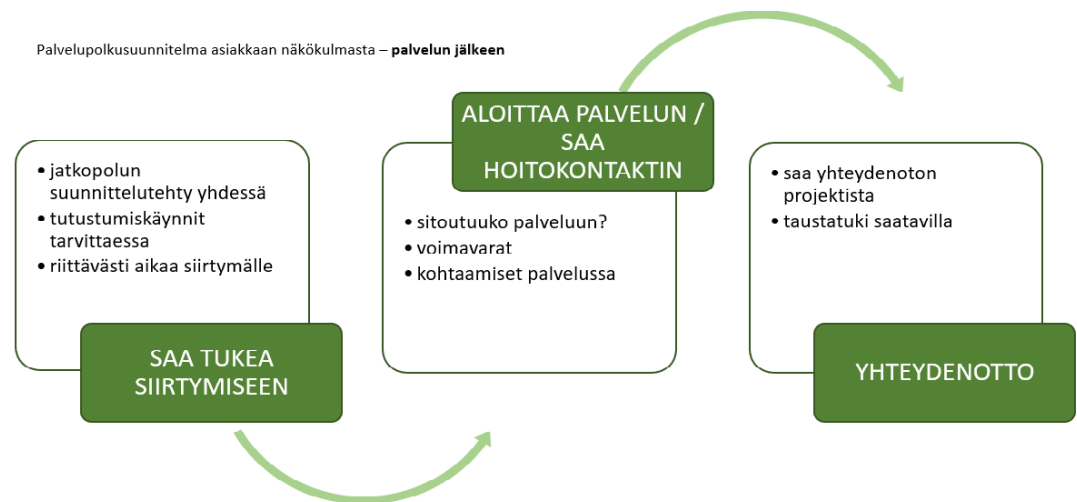 Palvelupolkusuunnitelma asiakkaan näkökulmasta – palvelun jälkeen
• jatkopolun
suunnittelutehty yhdessä
• tutustumiskäynnit
tarvittaessa
• riittävästi aikaa siirtymälle
SAA TUKEA
SIIRTYMISEEN
ALOITTAA PALVELUN /
SAA
HOITOKONTAKTIN
• sitoutuuko palveluun?
• voimavarat
• kohtaamiset palvelussa
• saa yhteydenoton
projektista
• taustatuki saatavilla
YHTEYDENOTTO